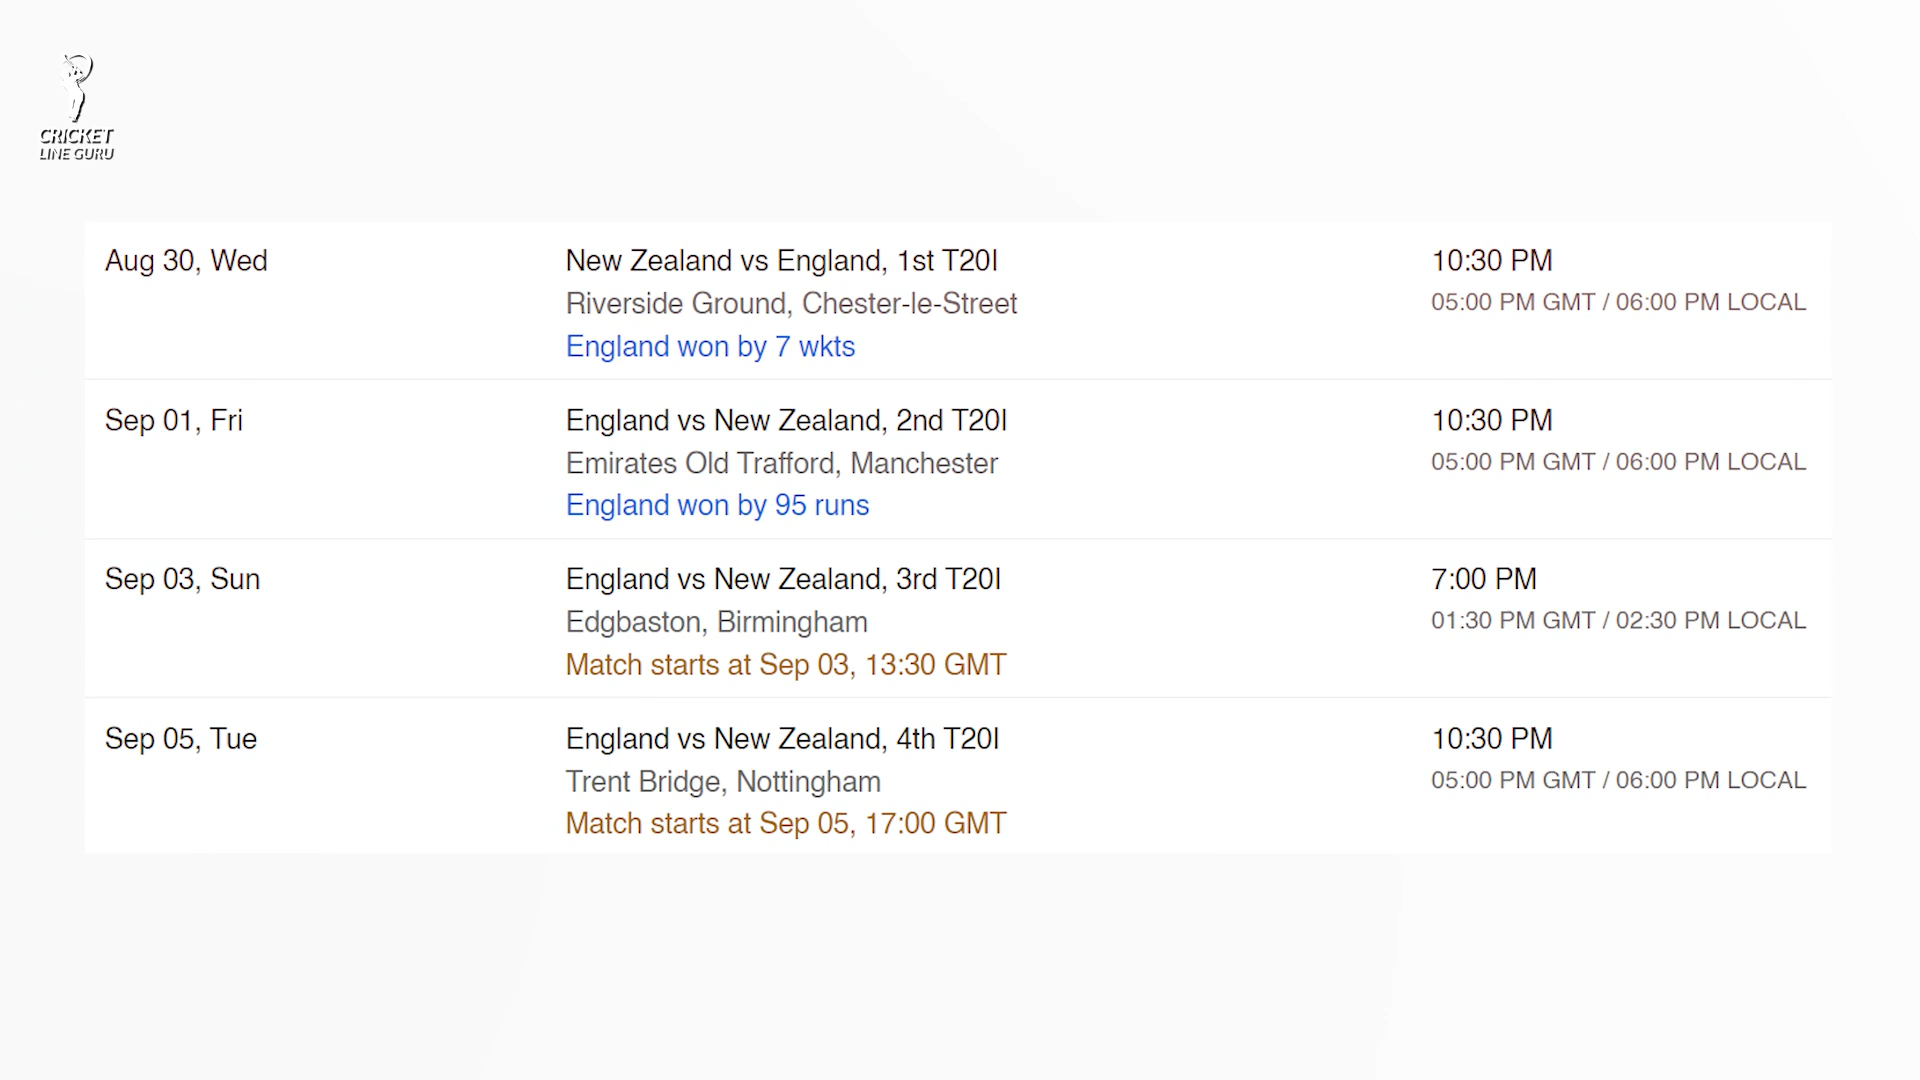 CRICKET
LINE GURU
Aug 30, Wed
New Zealand vs England, 1st T20I
10:30 PM
Riverside Ground, Chester-le-Street
05:00 PM GMT / 06:00 PM LOCAL
England won by 7 wkts
Sep 01, Fri
England vs New Zealand, 2nd T20I
10:30 PM
Emirates Old Trafford, Manchester
05:00 PM GMT / 06:00 PM LOCAL
England won by 95 runs
Sep 03, Sun
England vs New Zealand, 3rd T20I
7:00 PM
Edgbaston, Birmingham
01:30 PM GMT / 02:30 PM LOCAL
Match starts at Sep 03, 13:30 GMT
Sep 05, Tue
England vs New Zealand, 4th T20I
10:30 PM
Trent Bridge, Nottingham
05:00 PM GMT / 06:00 PM LOCAL
Match starts at Sep 05, 17:00 GMT